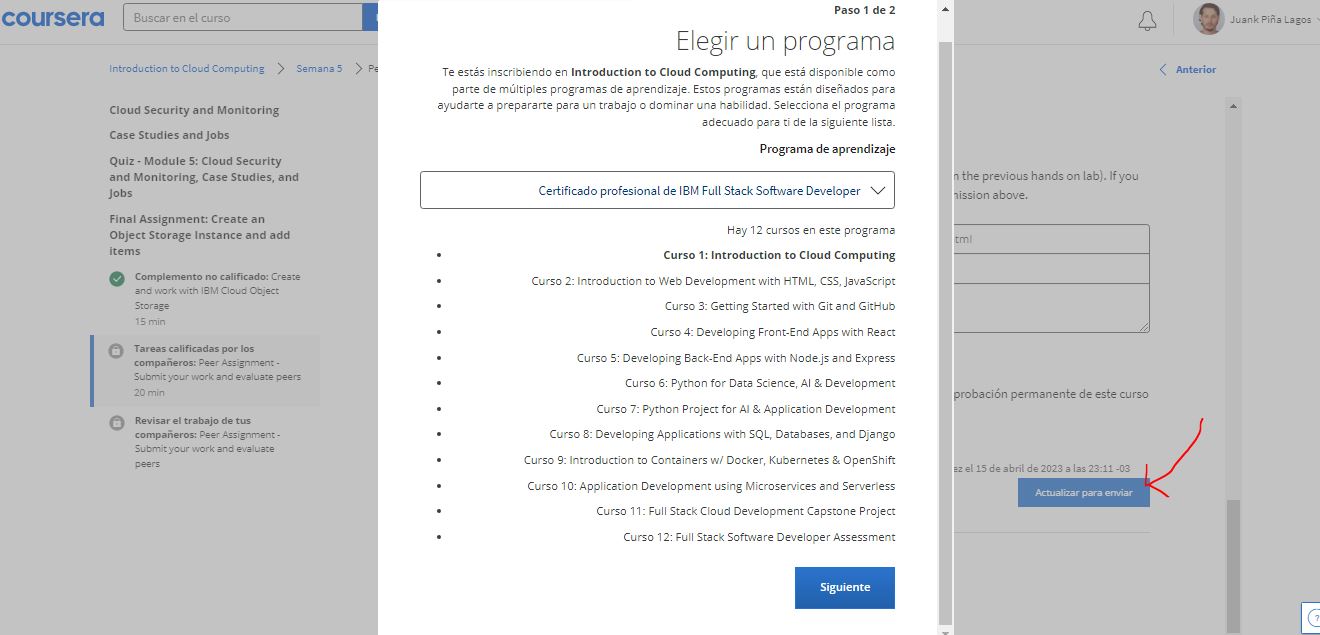 coursera
Buscar en el curso
Juank Piña Lagos
Introduction to Cloud Computing
Semana 5
Pe
Anterior
Cloud Security and Monitoring
Case Studies and Jobs
Quiz - Module 5: Cloud Security
and Monitoring, Case Studies, and
Jobs
Final Assignment: Create an
Object Storage Instance and add
items
Complemento no calificado: Create
and work with IBM Cloud Object
Storage
15 min
Tareas calificadas por los
compañeros: Peer Assignment -
Submit your work and evaluate peers
20 min
Revisar el trabajo de tus
compañeros: Peer Assignment -
Submit your work and evaluate
peers
Paso 1 de 2
Elegir un programa
Te estás inscribiendo en Introduction to Cloud Computing, que está disponible como
parte de múltiples programas de aprendizaje. Estos programas están diseñados para
ayudarte a prepararte para un trabajo o dominar una habilidad. Selecciona el programa
adecuado para ti de la siguiente lista.
Programa de aprendizaje
Certificado profesional de IBM Full Stack Software Developer
Hay 12 cursos en este programa
Curso 1: Introduction to Cloud Computing
Curso 2: Introduction to Web Development with HTML, CSS, JavaScript
Curso 3: Getting Started with Git and GitHub
Curso 4: Developing Front-End Apps with React
Curso 5: Developing Back-End Apps with Node.js and Express
Curso 6: Python for Data Science, AI & Development
Curso 7: Python Project for AI & Application Development
Curso 8: Developing Applications with SQL, Databases, and Django
Curso 9: Introduction to Containers w/ Docker, Kubernetes & OpenShift
Curso 10: Application Development using Microservices and Serverless
Curso 11: Full Stack Cloud Development Capstone Project
Curso 12: Full Stack Software Developer Assessment
Siguiente
n the previous hands on lab). If you
mission above.
tml
probación permanente de este curso
ez el 15 de abril de 2023 a las 23:11 -03
Actualizar para enviar
?